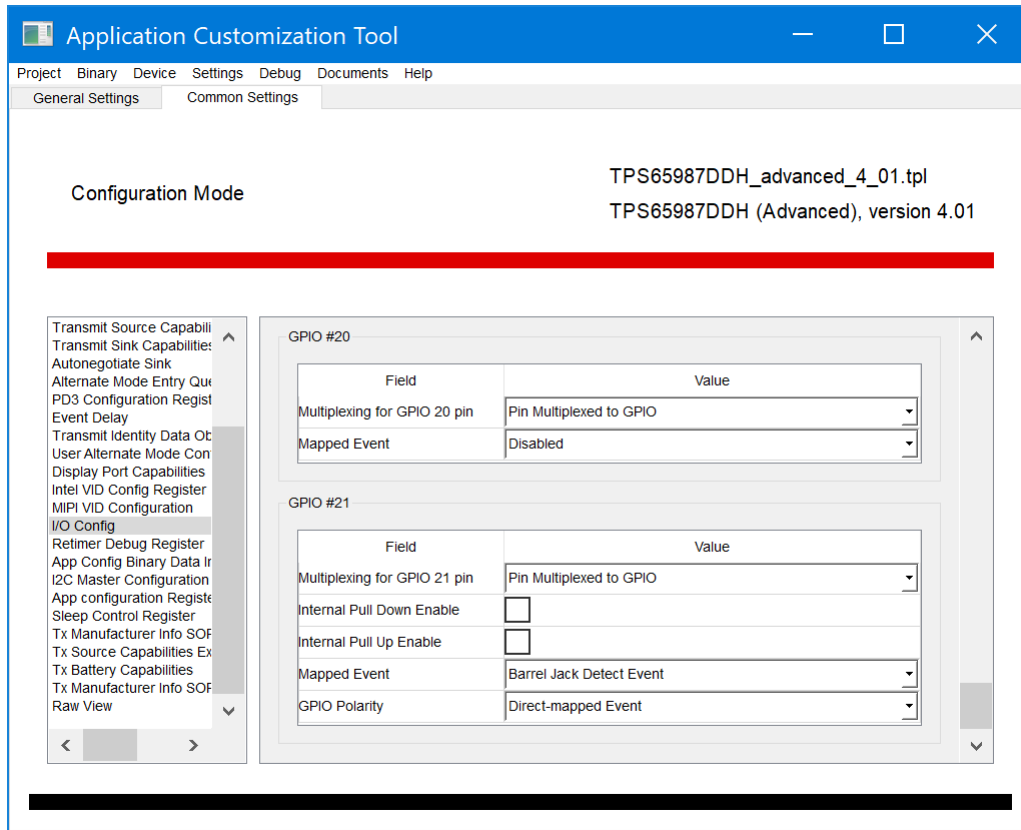 Application Customization Tool
Project Binary Device Settings Debug Documents Help
General Settings Common Settings
Configuration Mode
TPS65987DDH_advanced_4_01.tpl
TPS65987DDH (Advanced), version 4.01
Transmit Source Capabili
Transmit Sink Capabilities
Autonegotiate Sink
Alternate Mode Entry Que
PD3 Configuration Regist
Event Delay
Transmit Identity Data Ob
User Alternate Mode Con
Display Port Capabilities
Intel VID Config Register
MIPI VID Configuration
I/O Config
Retimer Debug Register
App Config Binary Data In
I2C Master Configuration
App configuration Registe
Sleep Control Register
Tx Manufacturer Info SOP
Tx Source Capabilities Ex
Tx Battery Capabilities
Tx Manufacturer Info SOP
Raw View
GPIO #20
Field Value
Multiplexing for GPIO 20 pin Pin Multiplexed to GPIO
Mapped Event Disabled
GPIO #21
Field Value
Multiplexing for GPIO 21 pin Pin Multiplexed to GPIO
Internal Pull Down Enable
Internal Pull Up Enable
Mapped Event Barrel Jack Detect Event
GPIO Polarity Direct-mapped Event